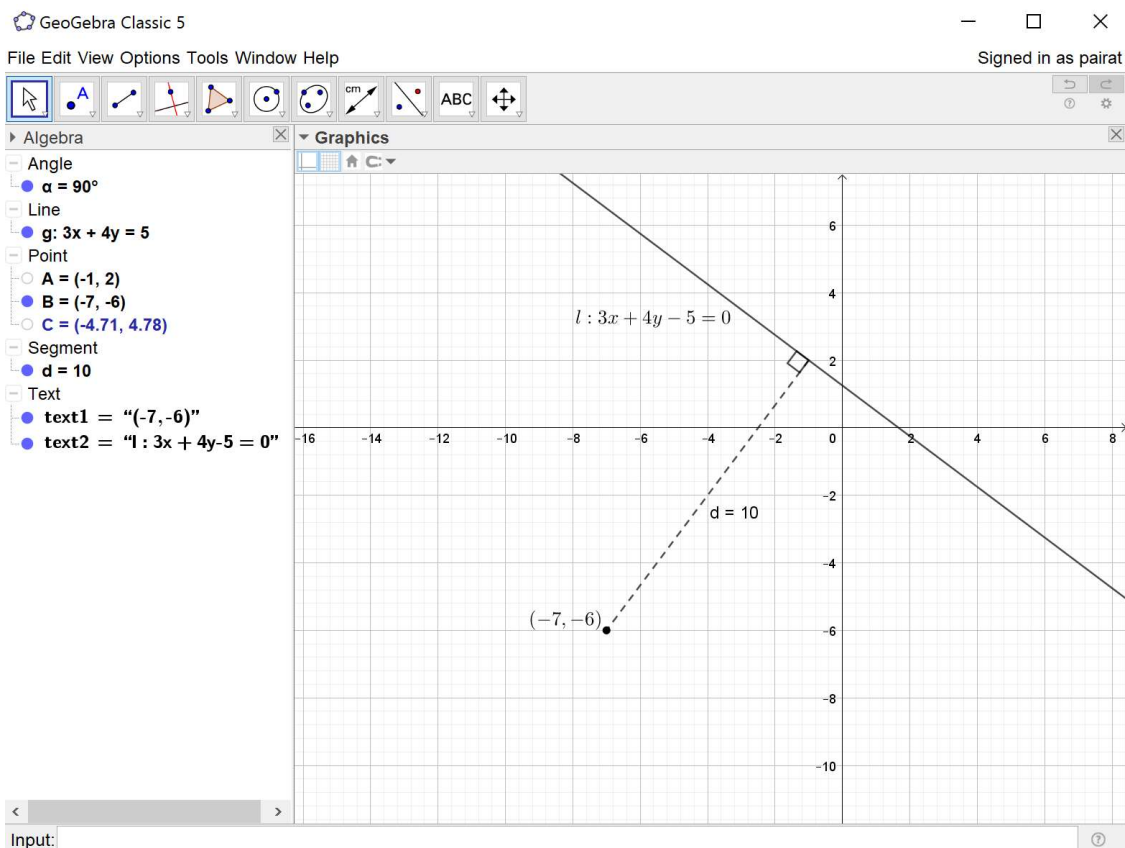 GeoGebra Classic 5
File Edit View Options Tools Window Help
Signed in as pairat
A
cm
ABC
Algebra
Graphics
Angle
α = 90°
Line
g: 3x + 4y = 5
Point
A = (-1, 2)
B = (-7, -6)
C = (-4.71, 4.78)
Segment
d = 10
Text
text1 = “(-7,-6)”
text2 = “l : 3x + 4y-5 = 0”
6
4
l : 3x + 4y − 5 = 0
2
−16 −14 −12 −10 −8 −6 −4 −2 0 2 4 6 8
−2
d = 10
−4
(−7, −6)
−6
−8
−10
Input: